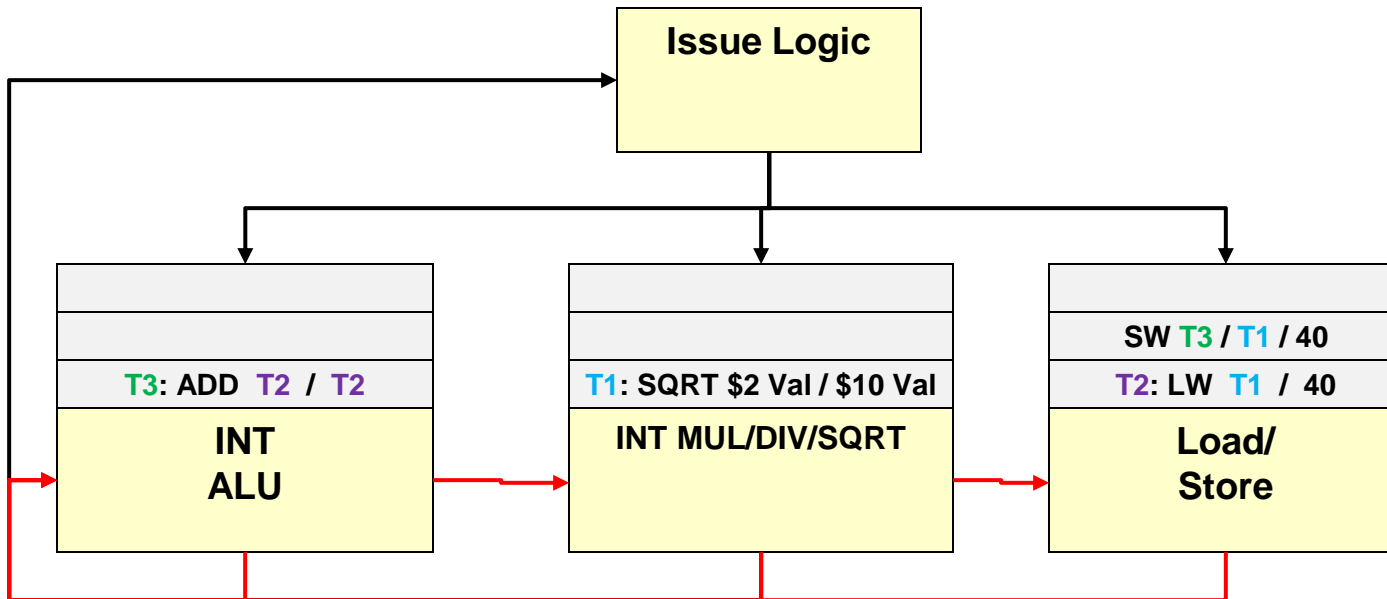 Issue Logic
SW T3 / T1 / 40
T3: ADD T2 / T2
T1: SQRT $2 Val / $10 Val
T2: LW T1 / 40
INT
ALU
INT MUL/DIV/SQRT
Load/
Store